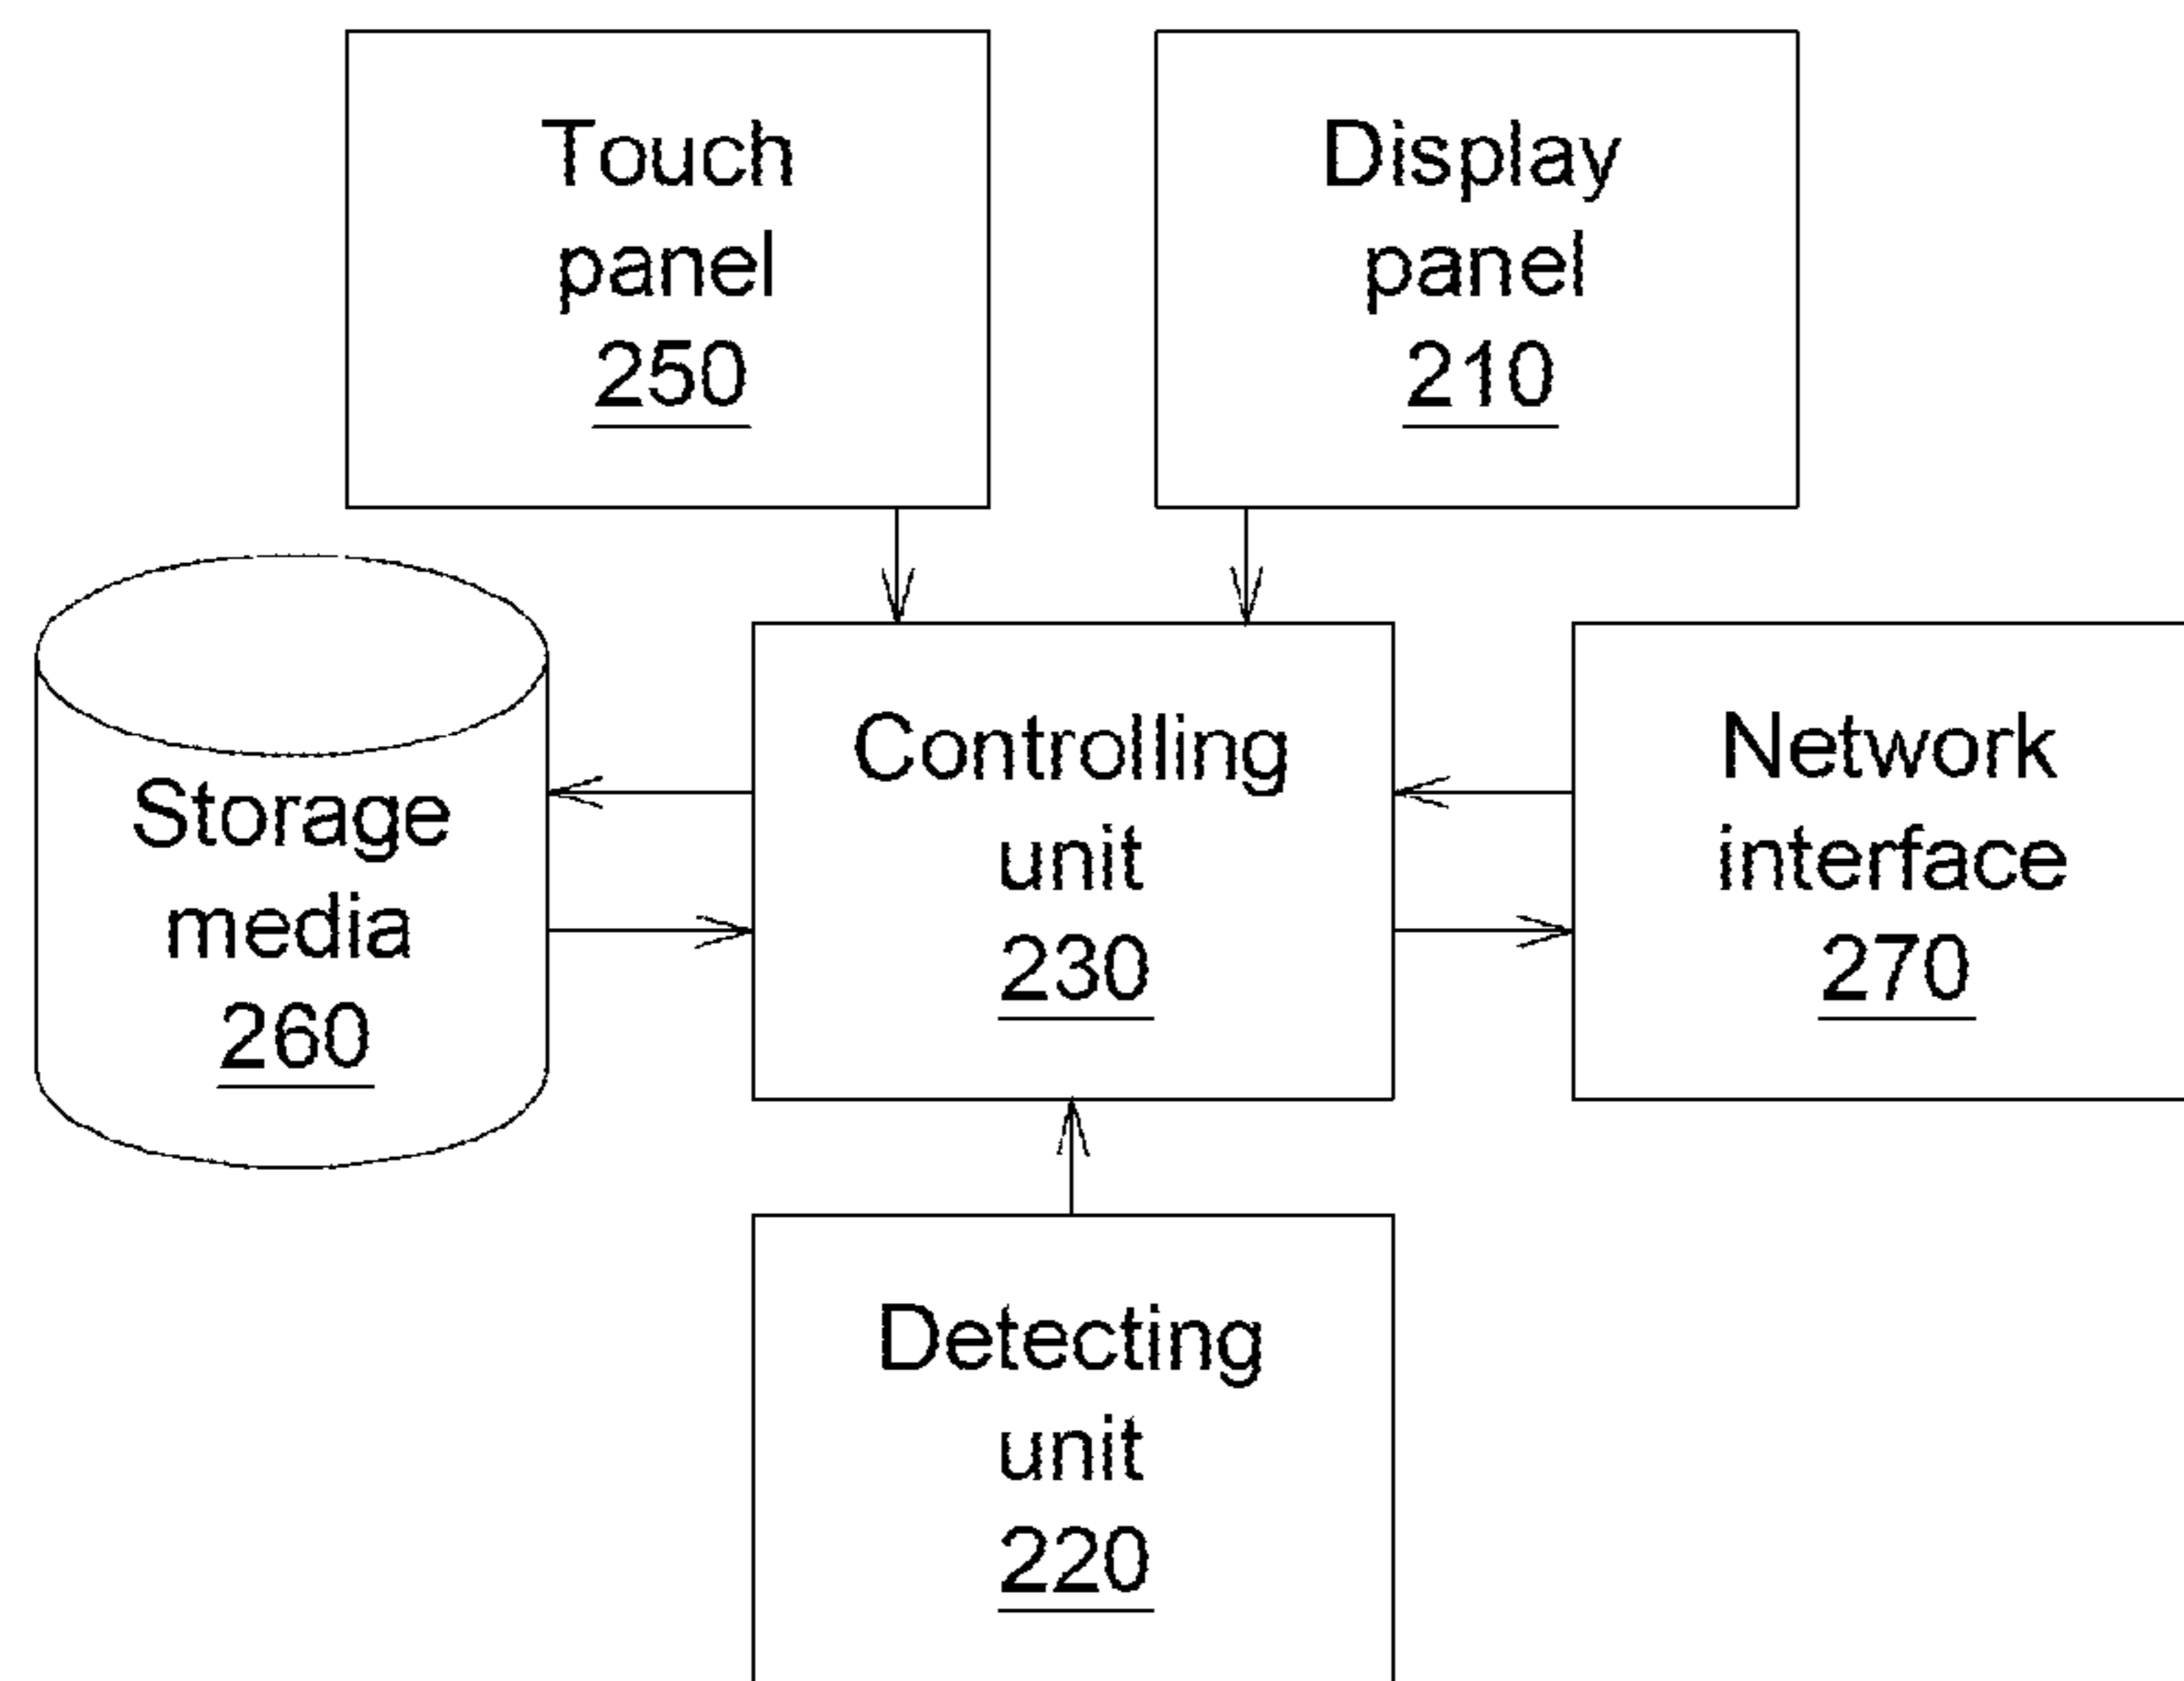 Touch
panel
250
Display
panel
210
Storage
media
260
Controlling
unit
230
Network
interface
270
Detecting
unit
220